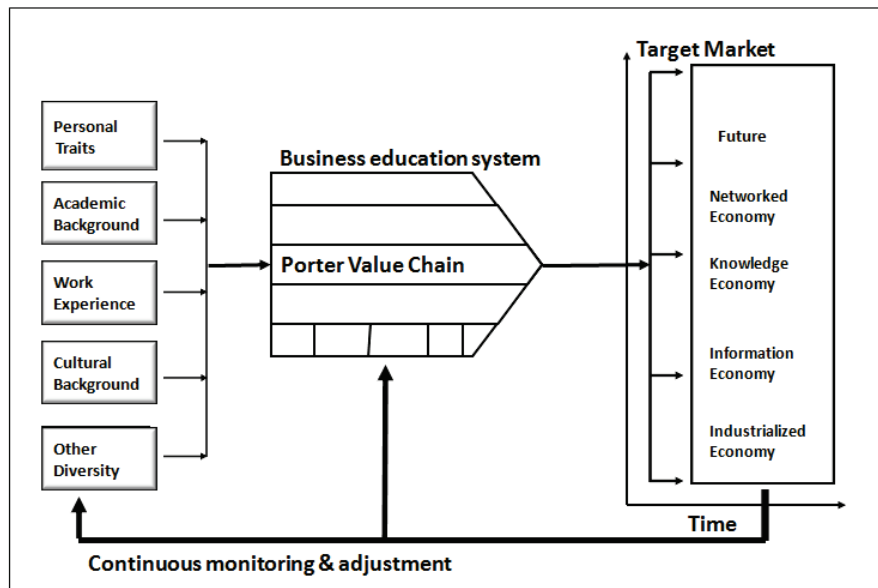 Target Market
Personal
Traits
Academic
Background
Work
Experience
Cultural
Background
Other
Diversity
Business education system
Porter Value Chain
Future
Networked
Economy
Knowledge
Economy
Information
Economy
Industrialized
Economy
Time
Continuous monitoring & adjustment